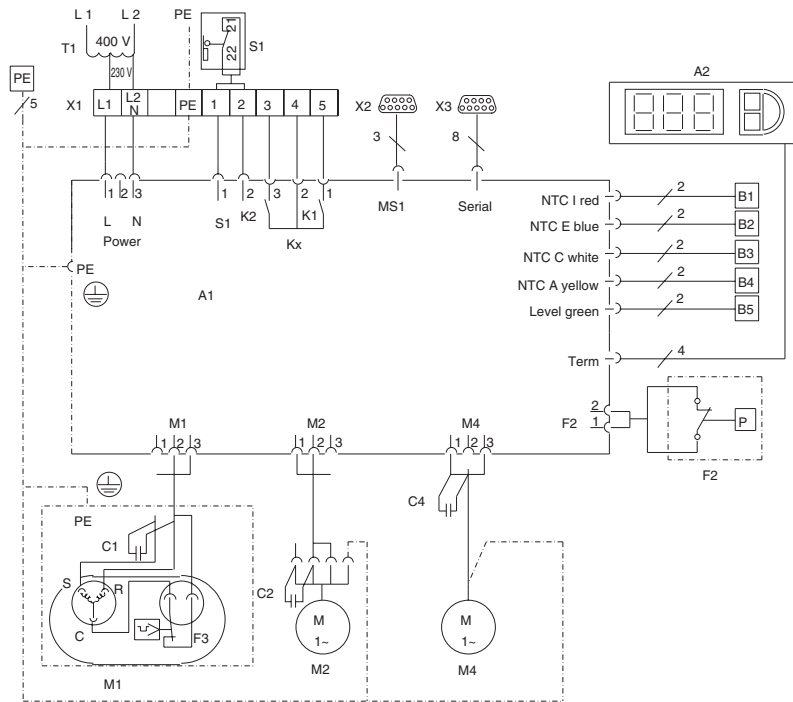 L 1 L 2 PE
T1 400 V
21
22
S1
230 V
A2
PE
5
X1 L1 L2 N PE 1 2 3 4 5
X2 X3
3 8
1 2 3 1 2 3 2 1
L N S1 K2 K1 MS1 Serial
Power Kx
NTC I red 2 B1
NTC E blue 2 B2
NTC C white 2 B3
NTC A yellow 2 B4
Level green 2 B5
PE
A1
Term 4
F2 2
1
P
F2
M1 M2 M4
1 2 3 1 2 3 1 2 3
C4
PE
C1
S R
C F3
C2
M
1~
M
1~
M1 M2 M4